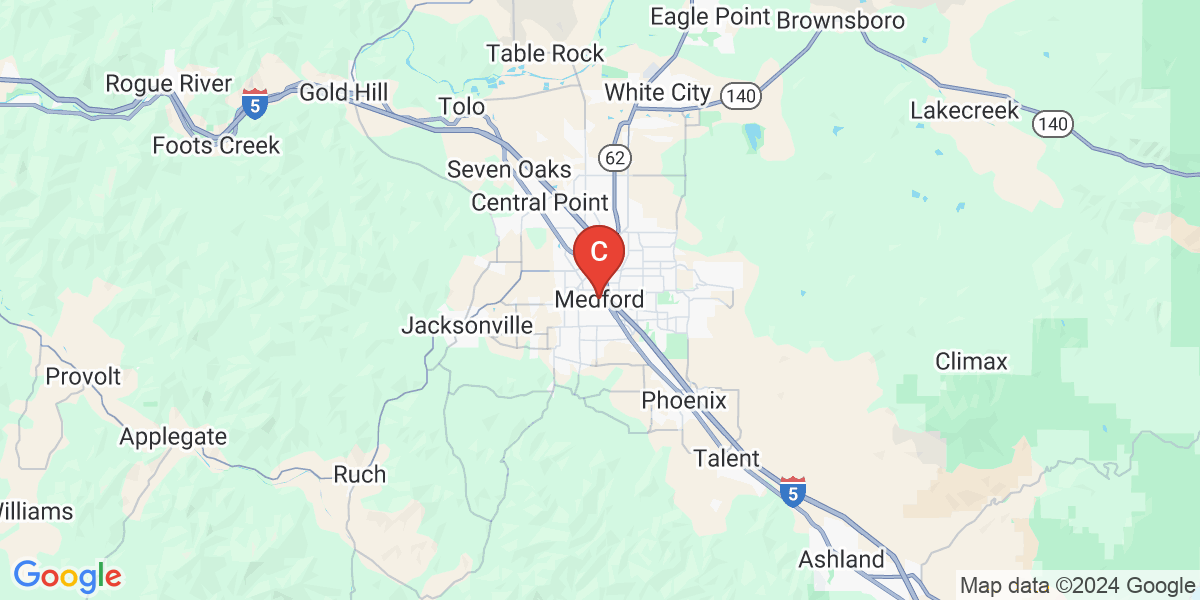 Eagle Point
Brownsboro
Table Rock
Rogue River
5
Gold Hill
Tolo
White City
140
Lakecreek
140
Foots Creek
62
Seven Oaks
Central Point
C
Medford
Jacksonville
Climax
Provolt
Phoenix
Applegate
Talent
Ruch
5
Williams
Ashland
Google
Map data ©2024 Google